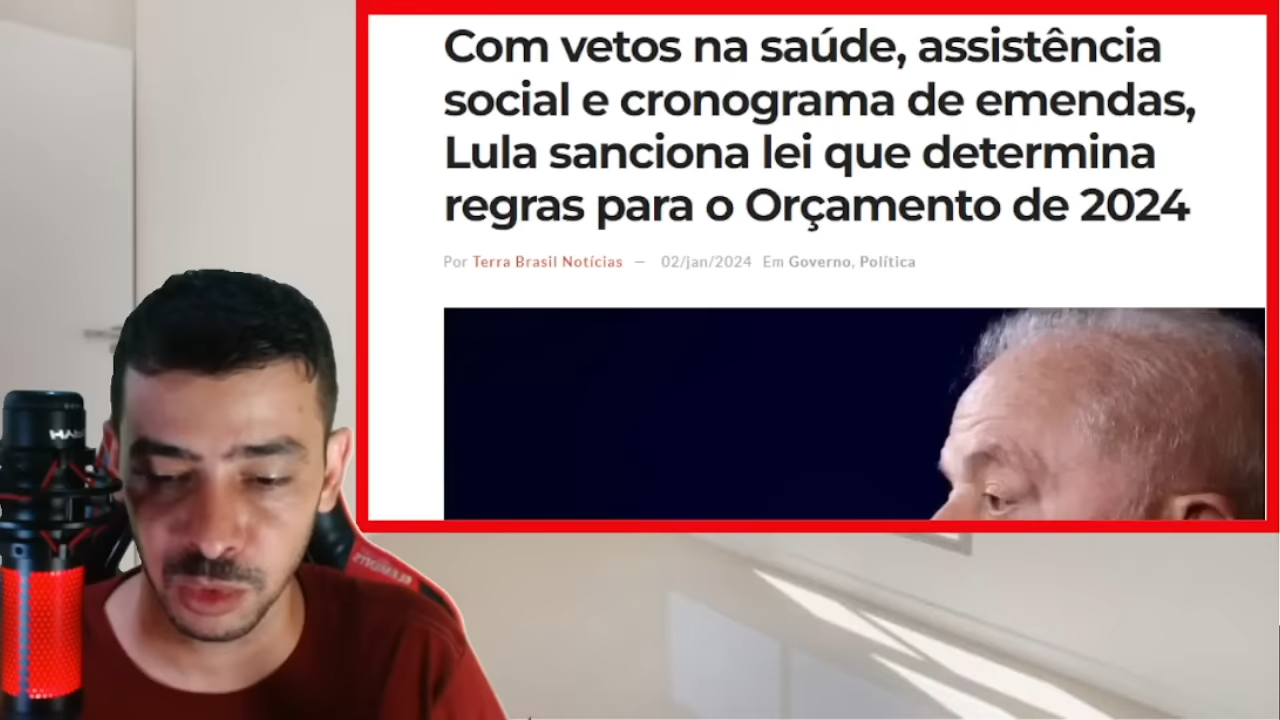 Com vetos na saúde, assistência
social e cronograma de emendas,
Lula sanciona lei que determina
regras para o Orçamento de 2024
Por Terra Brasil Notícias — 02/jan/2024 Em Governo, Política